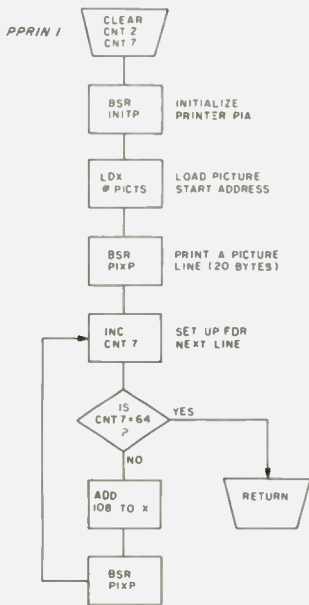 PPRIN 1
CLEAR
CNT 2
CNT 7
BSR
INITP
INITIALIZE
PRINTER PIA
LDX
# PICTS
LOAD PICTURE
START ADDRESS
BSR
PIXP
PRINT A PICTURE
LINE (20 BYTES)
INC
CNT 7
SET UP FOR
NEXT LINE
IS
CNT 7=64
?
YES
NO
RETURN
ADD
108 TO X
BSR
PIXP